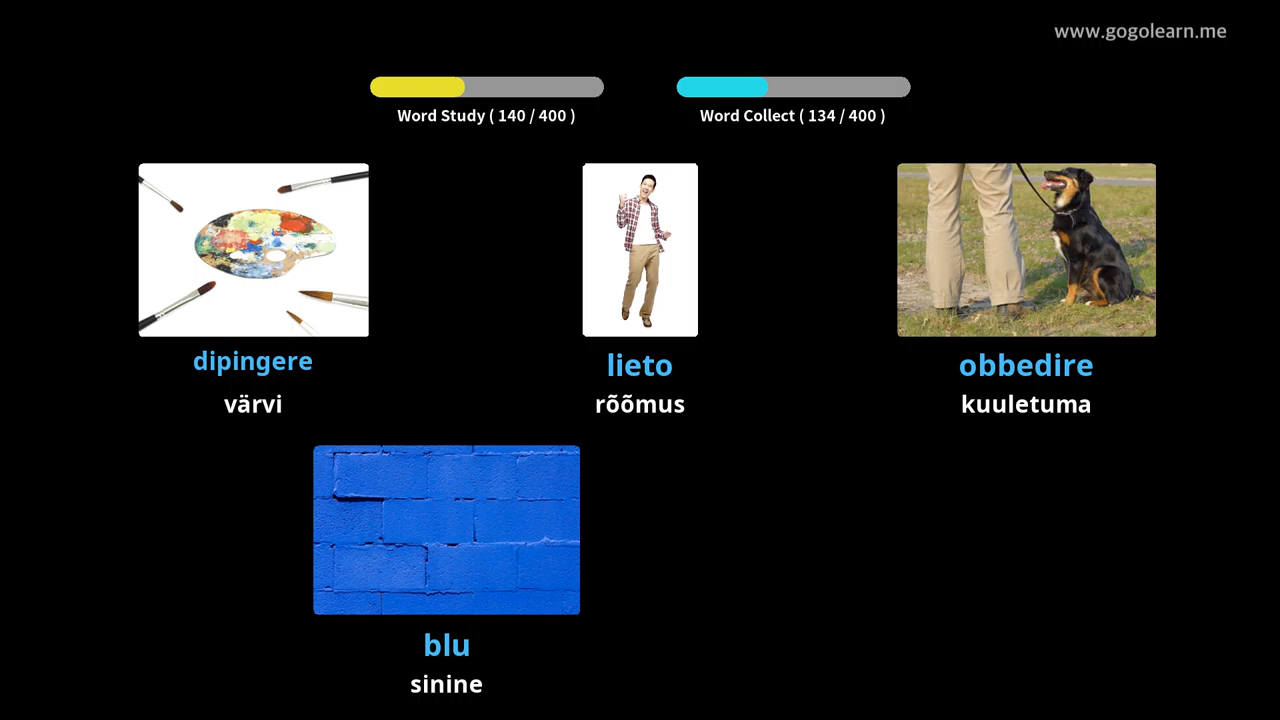 www.gogolearn.me
Word Study ( 140 / 400 )
Word Collect ( 134 / 400 )
dipingere
lieto
obbedire
värvi
rõõmus
kuuletuma
blu
sinine